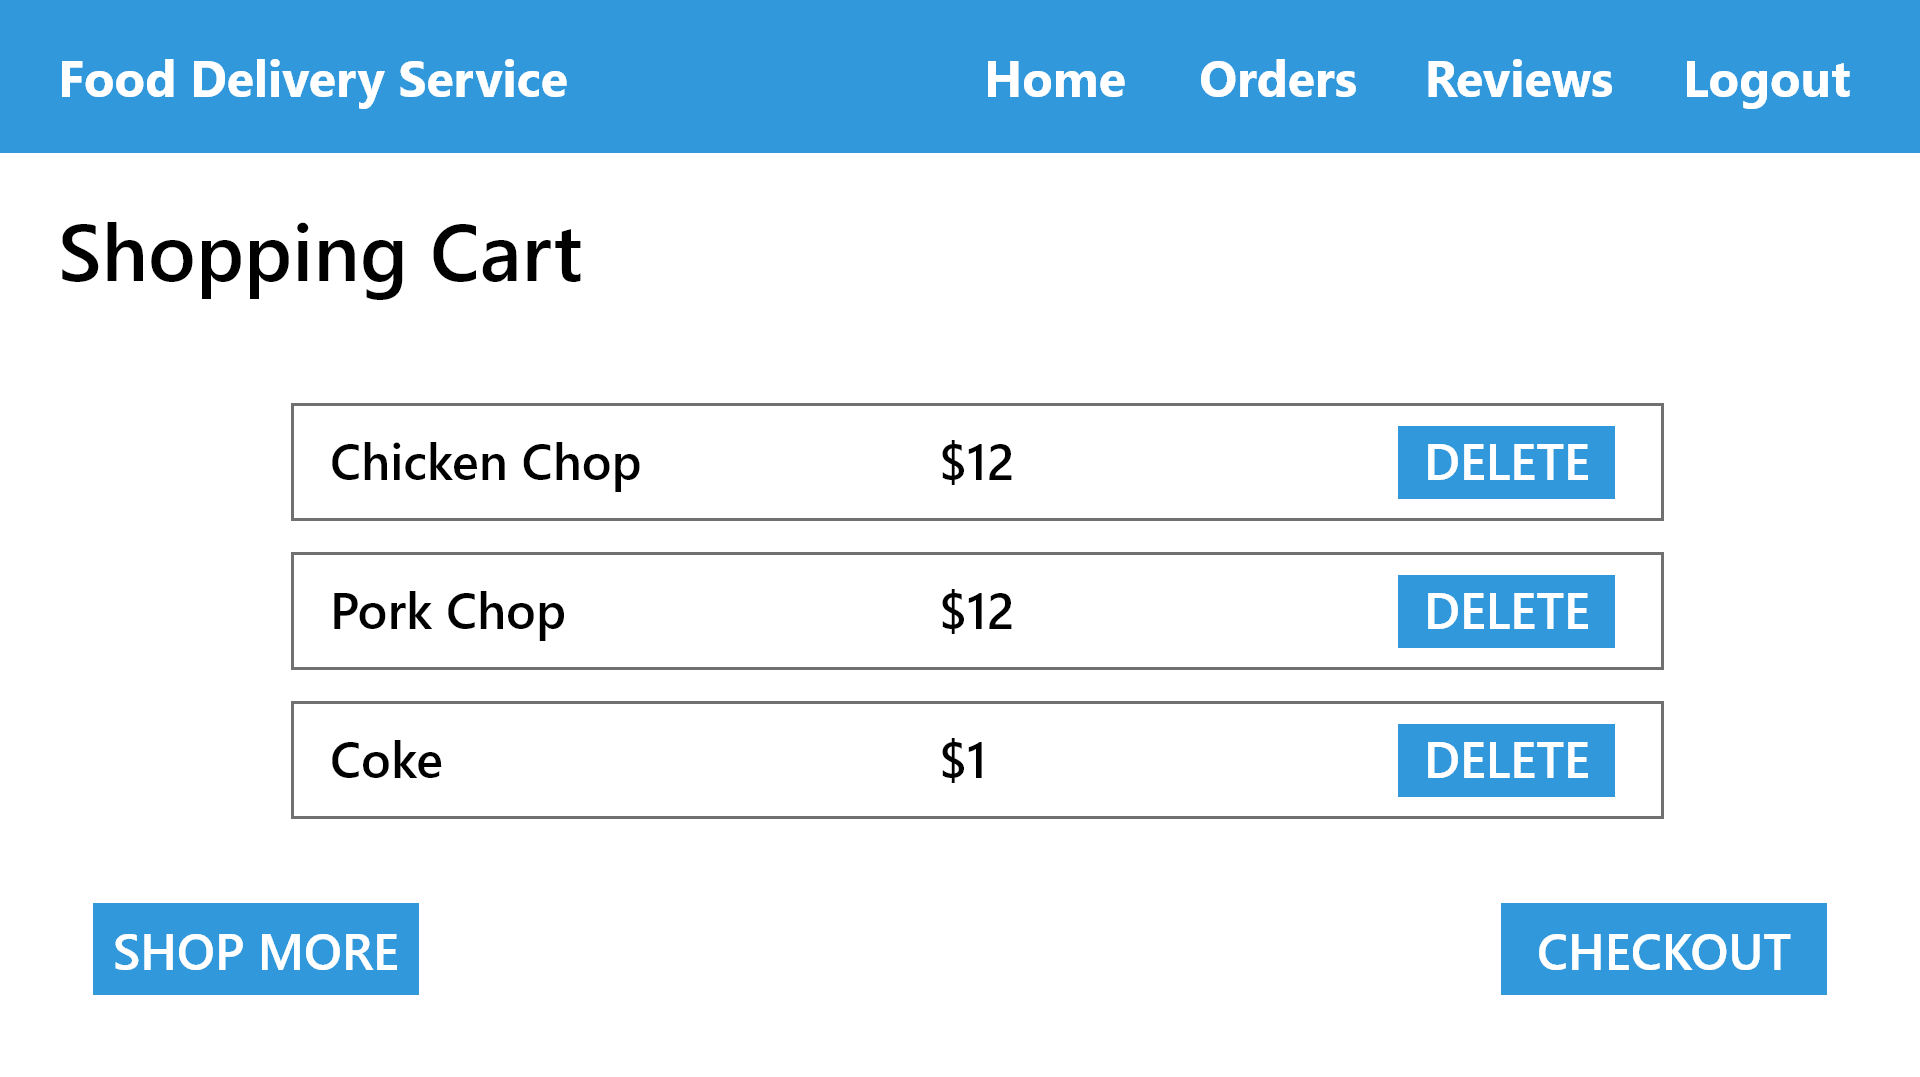 Food Delivery Service Home Orders Reviews Logout
Shopping Cart
Chicken Chop $12 DELETE
Pork Chop $12 DELETE
Coke $1 DELETE
SHOP MORE CHECKOUT